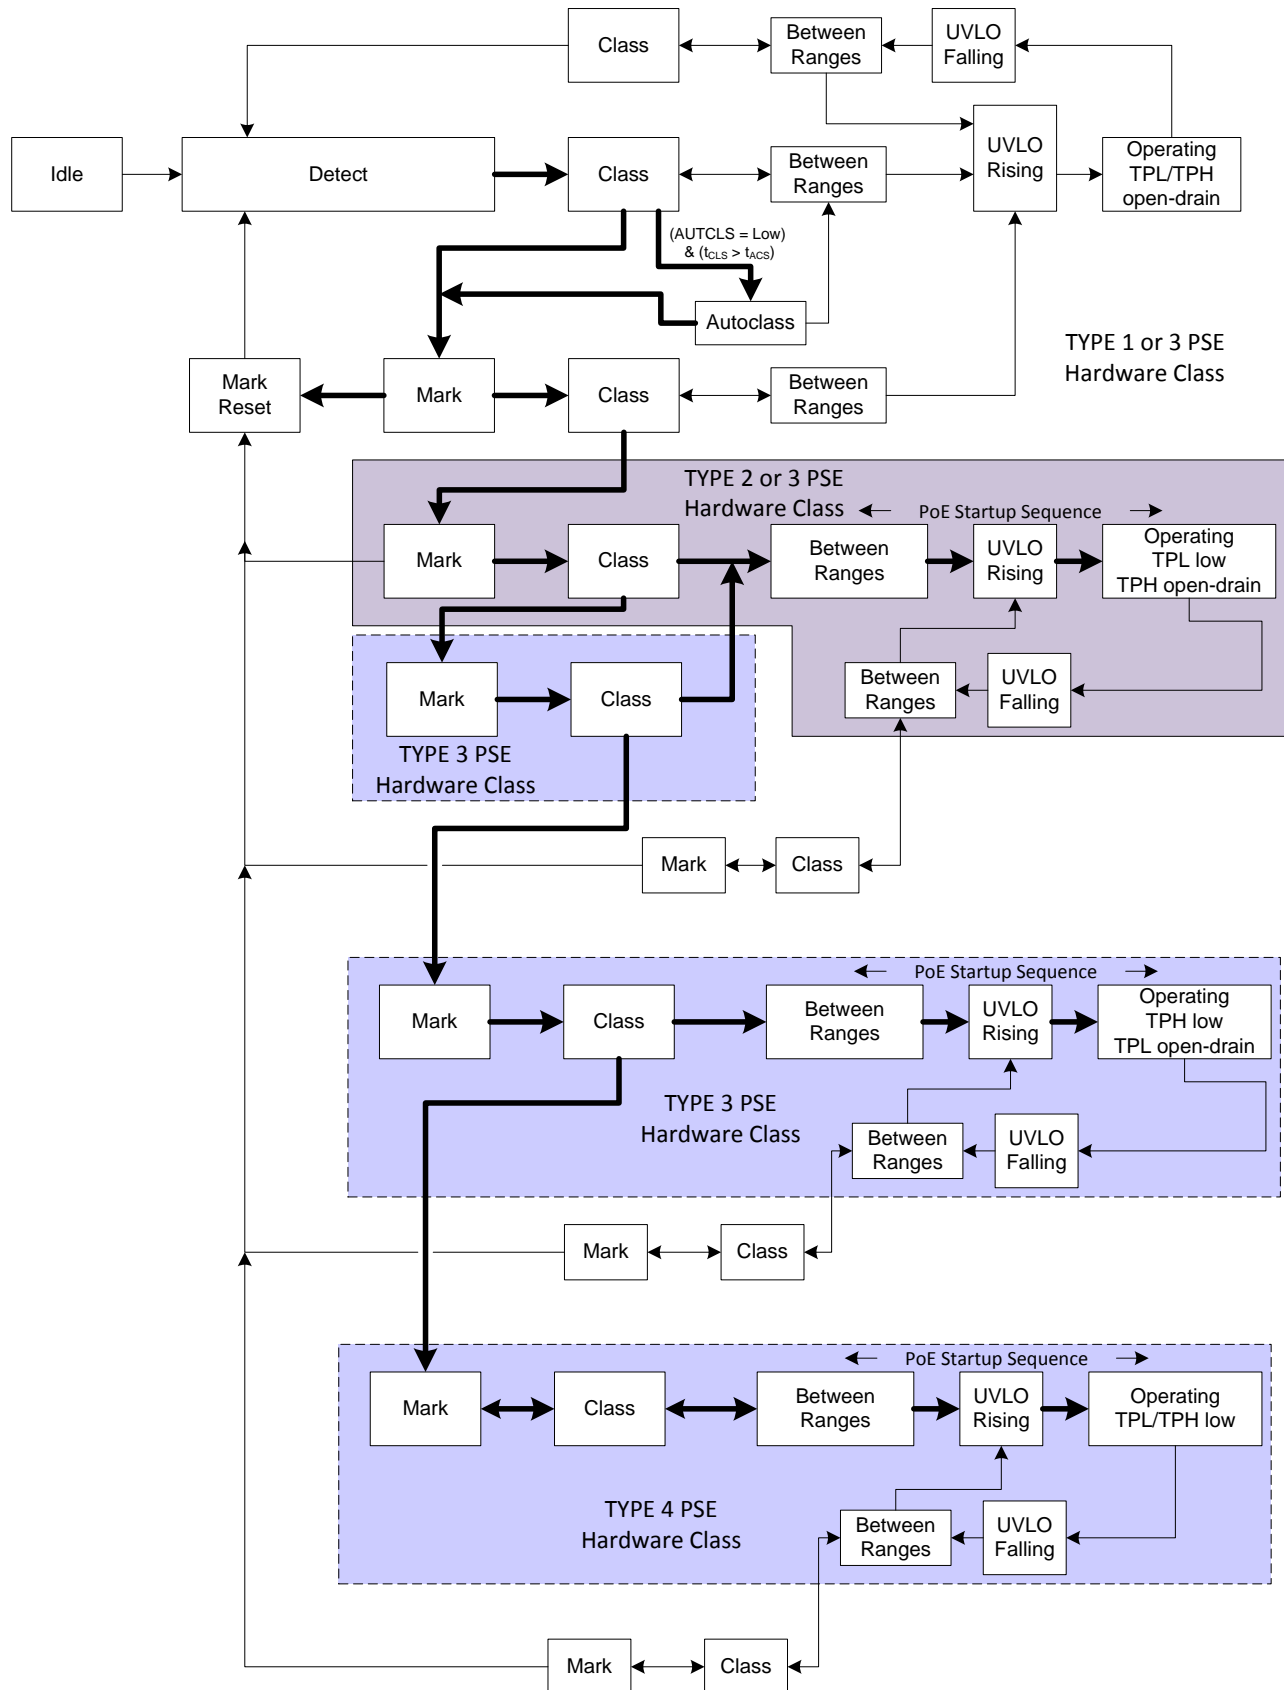 Class
Between
Ranges
UVLO
Falling
Idle
Detect
Class
Between
Ranges
UVLO
Rising
Operating
TPL/TPH
open-drain
(AUTCLS = Low)
& (tCLS > tACS)
Autoclass
TYPE 1 or 3 PSE
Hardware Class
Mark
Reset
Mark
Class
Between
Ranges
TYPE 2 or 3 PSE
Hardware Class
PoE Startup Sequence
Mark
Class
Between
Ranges
UVLO
Rising
Operating
TPL low
TPH open-drain
Mark
Class
Between
Ranges
UVLO
Falling
TYPE 3 PSE
Hardware Class
Mark
Class
PoE Startup Sequence
Mark
Class
Between
Ranges
UVLO
Rising
Operating
TPH low
TPL open-drain
TYPE 3 PSE
Hardware Class
Between
Ranges
UVLO
Falling
Mark
Class
PoE Startup Sequence
Mark
Class
Between
Ranges
UVLO
Rising
Operating
TPL/TPH low
TYPE 4 PSE
Hardware Class
Between
Ranges
UVLO
Falling
Mark
Class